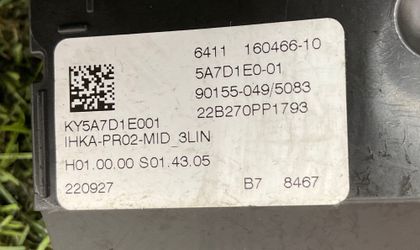 6411 160466-10
5A7D1E0-01
90155-049/5083
22B270PP1793
KY5A7D1E001
IHKA-PR02-MID_3LIN
H01.00.00 S01.43.05
220927 B7 8467